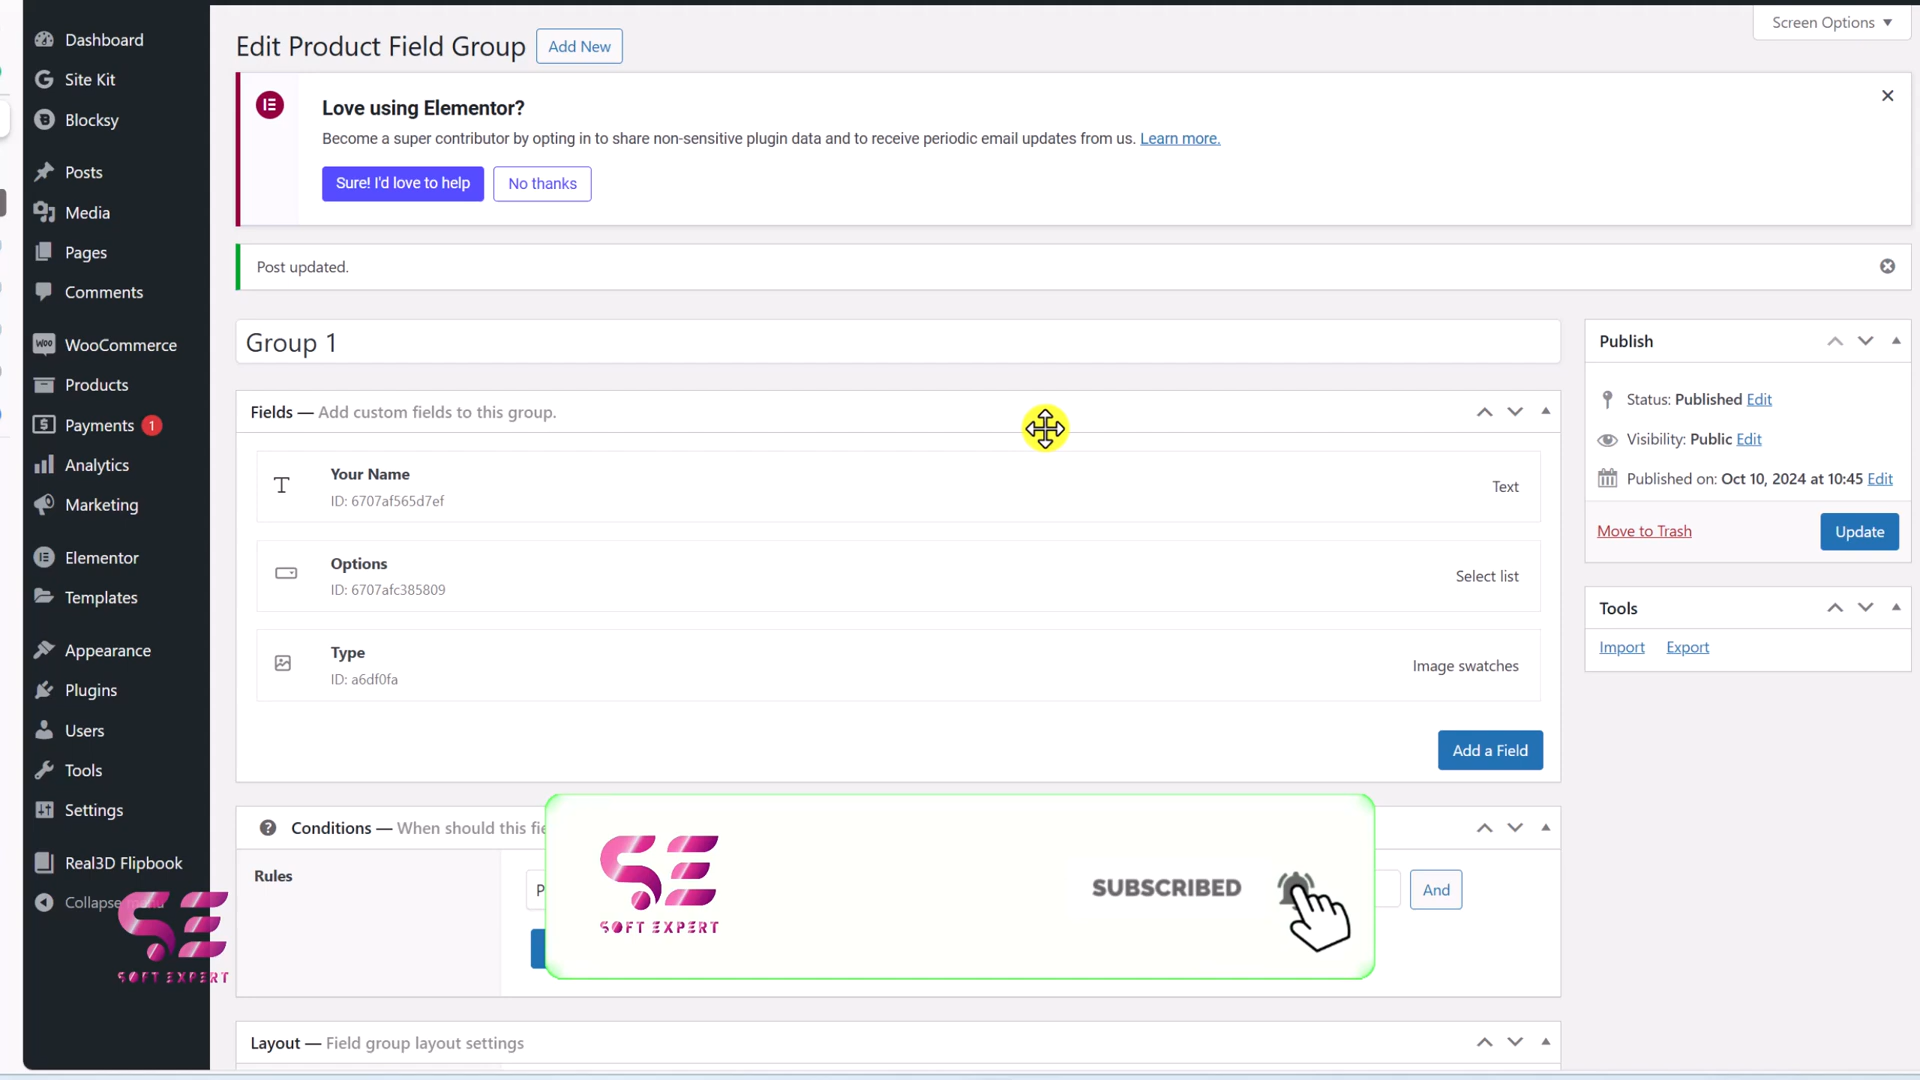 Screen Options
Dashboard
Site Kit
Blocksy
Posts
Media
Pages
Comments
WooCommerce
Products
Payments 1
Analytics
Marketing
Elementor
Templates
Appearance
Plugins
Users
Tools
Settings
Real3D Flipbook
Collapse menu
SOFT EXPERT
Edit Product Field Group
Add New
Love using Elementor?
Become a super contributor by opting in to share non-sensitive plugin data and to receive periodic email updates from us. Learn more.
Sure! I'd love to help
No thanks
Post updated.
Group 1
Fields — Add custom fields to this group.
Your Name
ID: 6707af565d7ef
Text
Options
ID: 6707afc385809
Select list
Type
ID: a6df0fa
Image swatches
Add a Field
Conditions — When should this fie
Rules
P
And
SE
SOFT EXPERT
SUBSCRIBED
Layout — Field group layout settings
Publish
Status: Published Edit
Visibility: Public Edit
Published on: Oct 10, 2024 at 10:45 Edit
Move to Trash
Update
Tools
Import
Export